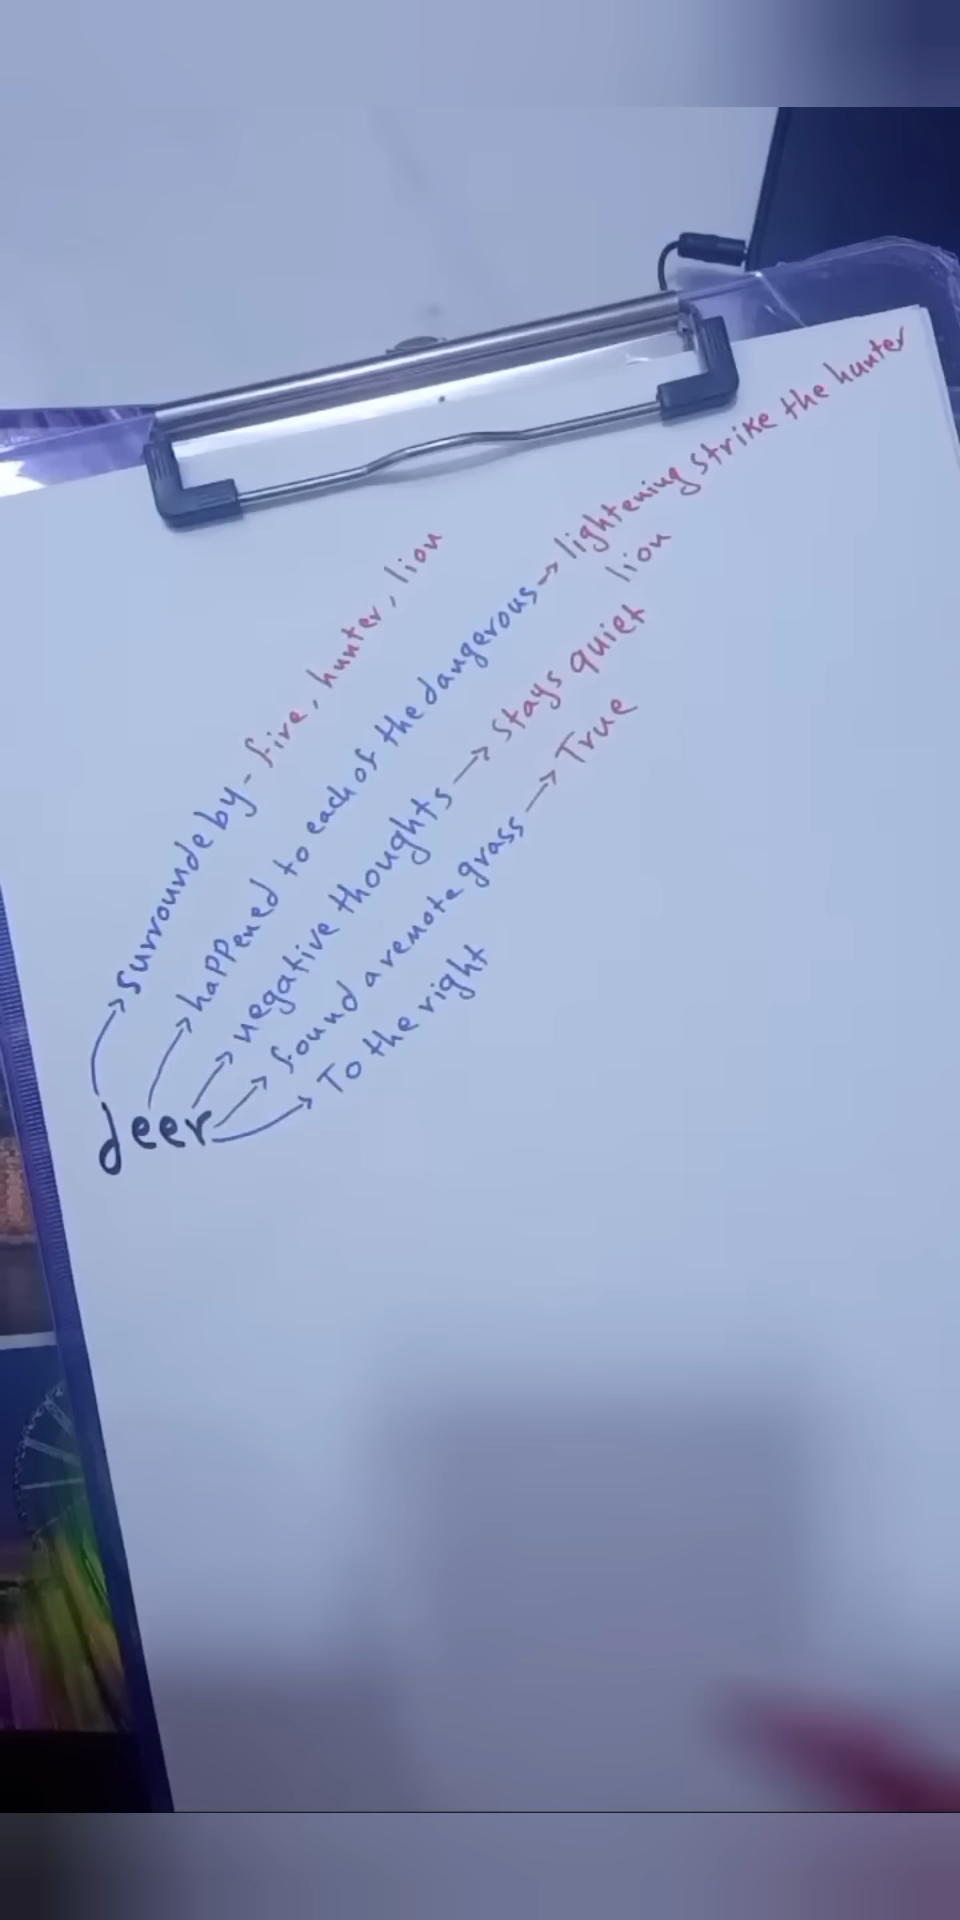 surrounde by - fire, hunter, lion
happened to each of the dangerous → lightening strike the hunter
lion
negative thoughts → stays quiet
found a remote grass → True
To the right
deer